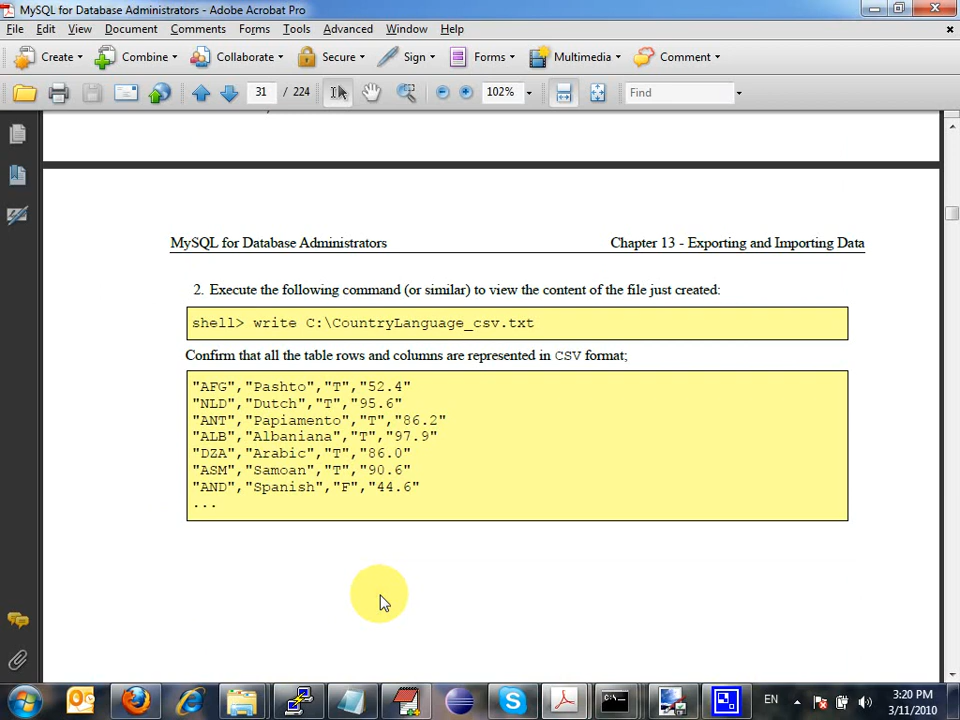 MySQL for Database Administrators - Adobe Acrobat Pro
File Edit View Document Comments Forms Tools Advanced Window Help
Create Combine Collaborate Secure Sign Forms Multimedia Comment
31 / 224 102% Find
MySQL for Database Administrators Chapter 13 - Exporting and Importing Data
2. Execute the following command (or similar) to view the content of the file just created:
shell> write C:\CountryLanguage_csv.txt
Confirm that all the table rows and columns are represented in CSV format;
"AFG","Pashto","T","52.4"
"NLD","Dutch","T","95.6"
"ANT","Papiamento","T","86.2"
"ALB","Albaniana","T","97.9"
"DZA","Arabic","T","86.0"
"ASM","Samoan","T","90.6"
"AND","Spanish","F","44.6"
...
EN 3:20 PM
3/11/2010